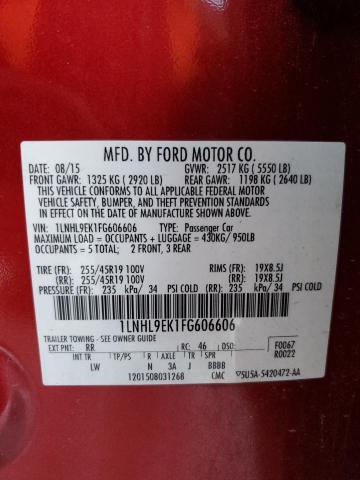 MFD. BY FORD MOTOR CO.
DATE: 08/15 GVWR: 2517 KG ( 5550 LB)
FRONT GAWR: 1325 KG ( 2920 LB) REAR GAWR: 1198 KG ( 2640 LB)
THIS VEHICLE CONFORMS TO ALL APPLICABLE FEDERAL MOTOR
VEHICLE SAFETY, BUMPER, AND THEFT PREVENTION STANDARDS
IN EFFECT ON THE DATE OF MANUFACTURE SHOWN ABOVE.
VIN: 1LNHL9EK1FG606606 TYPE: Passenger Car
MAXIMUM LOAD = OCCUPANTS + LUGGAGE = 430KG/ 950LB
OCCUPANTS = 5 TOTAL: 2 FRONT, 3 REAR
TIRE (FR): 255/45R19 100V RIMS (FR): 19X8.5J
TIRE (RR): 255/45R19 100V (RR): 19X8.5J
PRESSURE (FR): 235 kPa/ 34 PSI COLD (RR): 235 kPa/ 34 PSI COLD
1LNHL9EK1FG606606
TRAILER TOWING – SEE OWNER GUIDE
EXT PNT: RR RC: 46 DSO: F0067
R0022
INT TR TP/PS R AXLE TR SPR
LW N 3A J BBBB
1201508031268 CMC 5U5A-5420472-AA